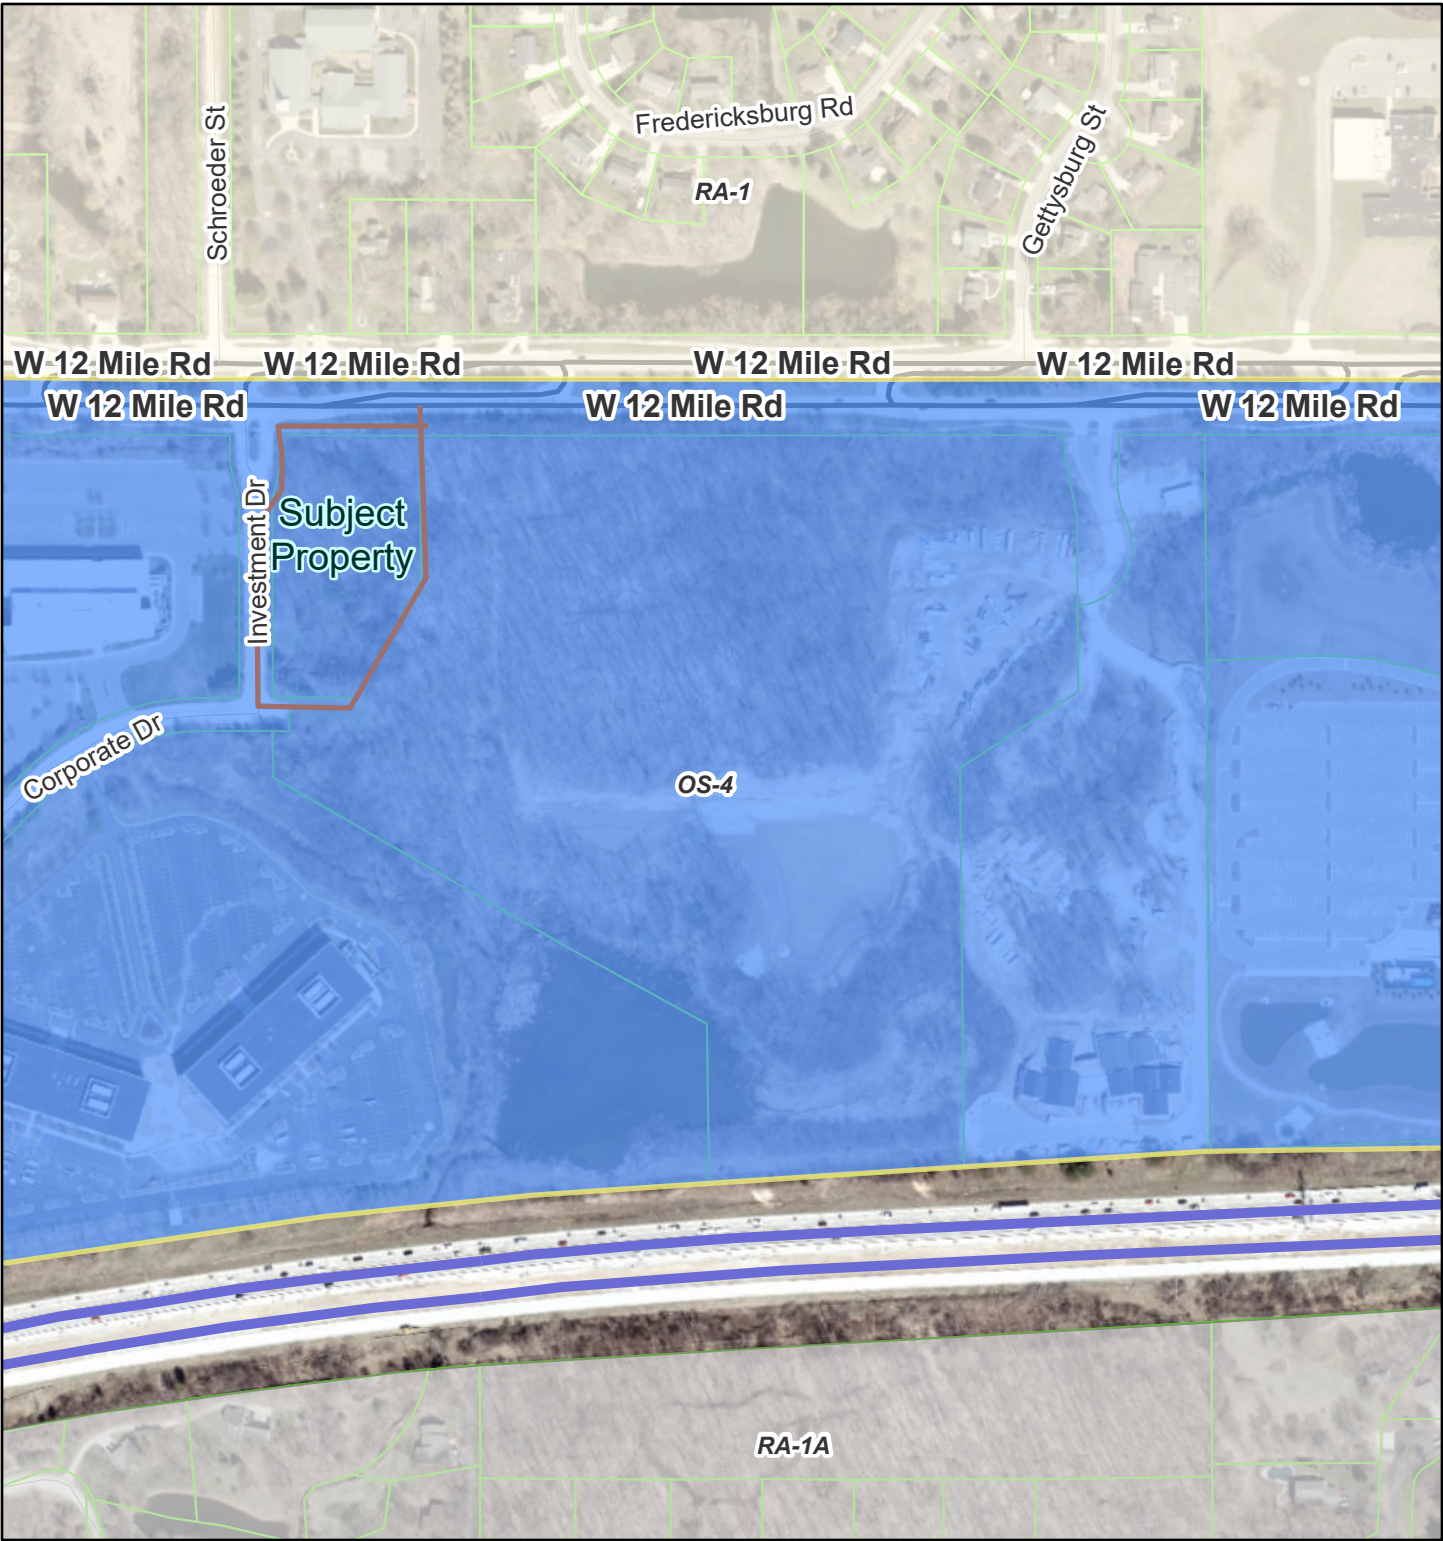 Schroeder St
Fredericksburg Rd
Gettysburg St
RA-1
W 12 Mile Rd
W 12 Mile Rd
W 12 Mile Rd
W 12 Mile Rd
W 12 Mile Rd
W 12 Mile Rd
W 12 Mile Rd
Investment Dr
Subject
Property
Corporate Dr
OS-4
RA-1A